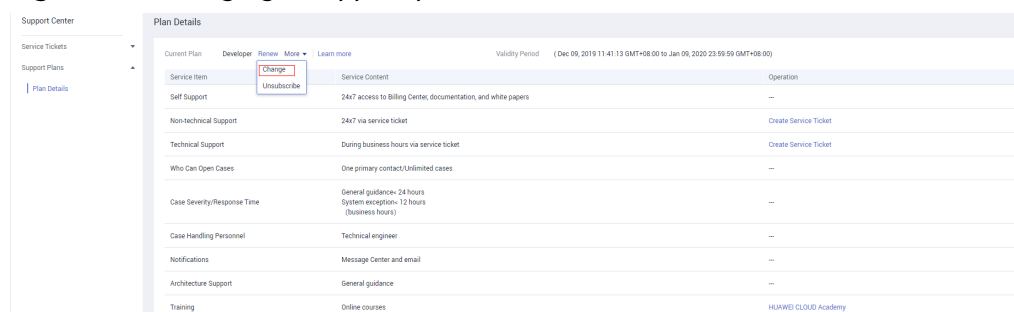 Support Center
Plan Details
Service Tickets
Support Plans
Plan Details
Current Plan Developer Renew More Learn more Validity Period ( Dec 09, 2019 11:41:13 GMT+08:00 to Jan 09, 2020 23:59:59 GMT+08:00)
Change
Unsubscribe
Service Item Service Content Operation
Self Support 24x7 access to Billing Center, documentation, and white papers --
Non-technical Support 24x7 via service ticket Create Service Ticket
Technical Support During business hours via service ticket Create Service Ticket
Who Can Open Cases One primary contact/Unlimited cases --
Case Severity/Response Time General guidance< 24 hours
System exception< 12 hours
(business hours) --
Case Handling Personnel Technical engineer --
Notifications Message Center and email --
Architecture Support General guidance --
Training Online courses HUAWEI CLOUD Academy